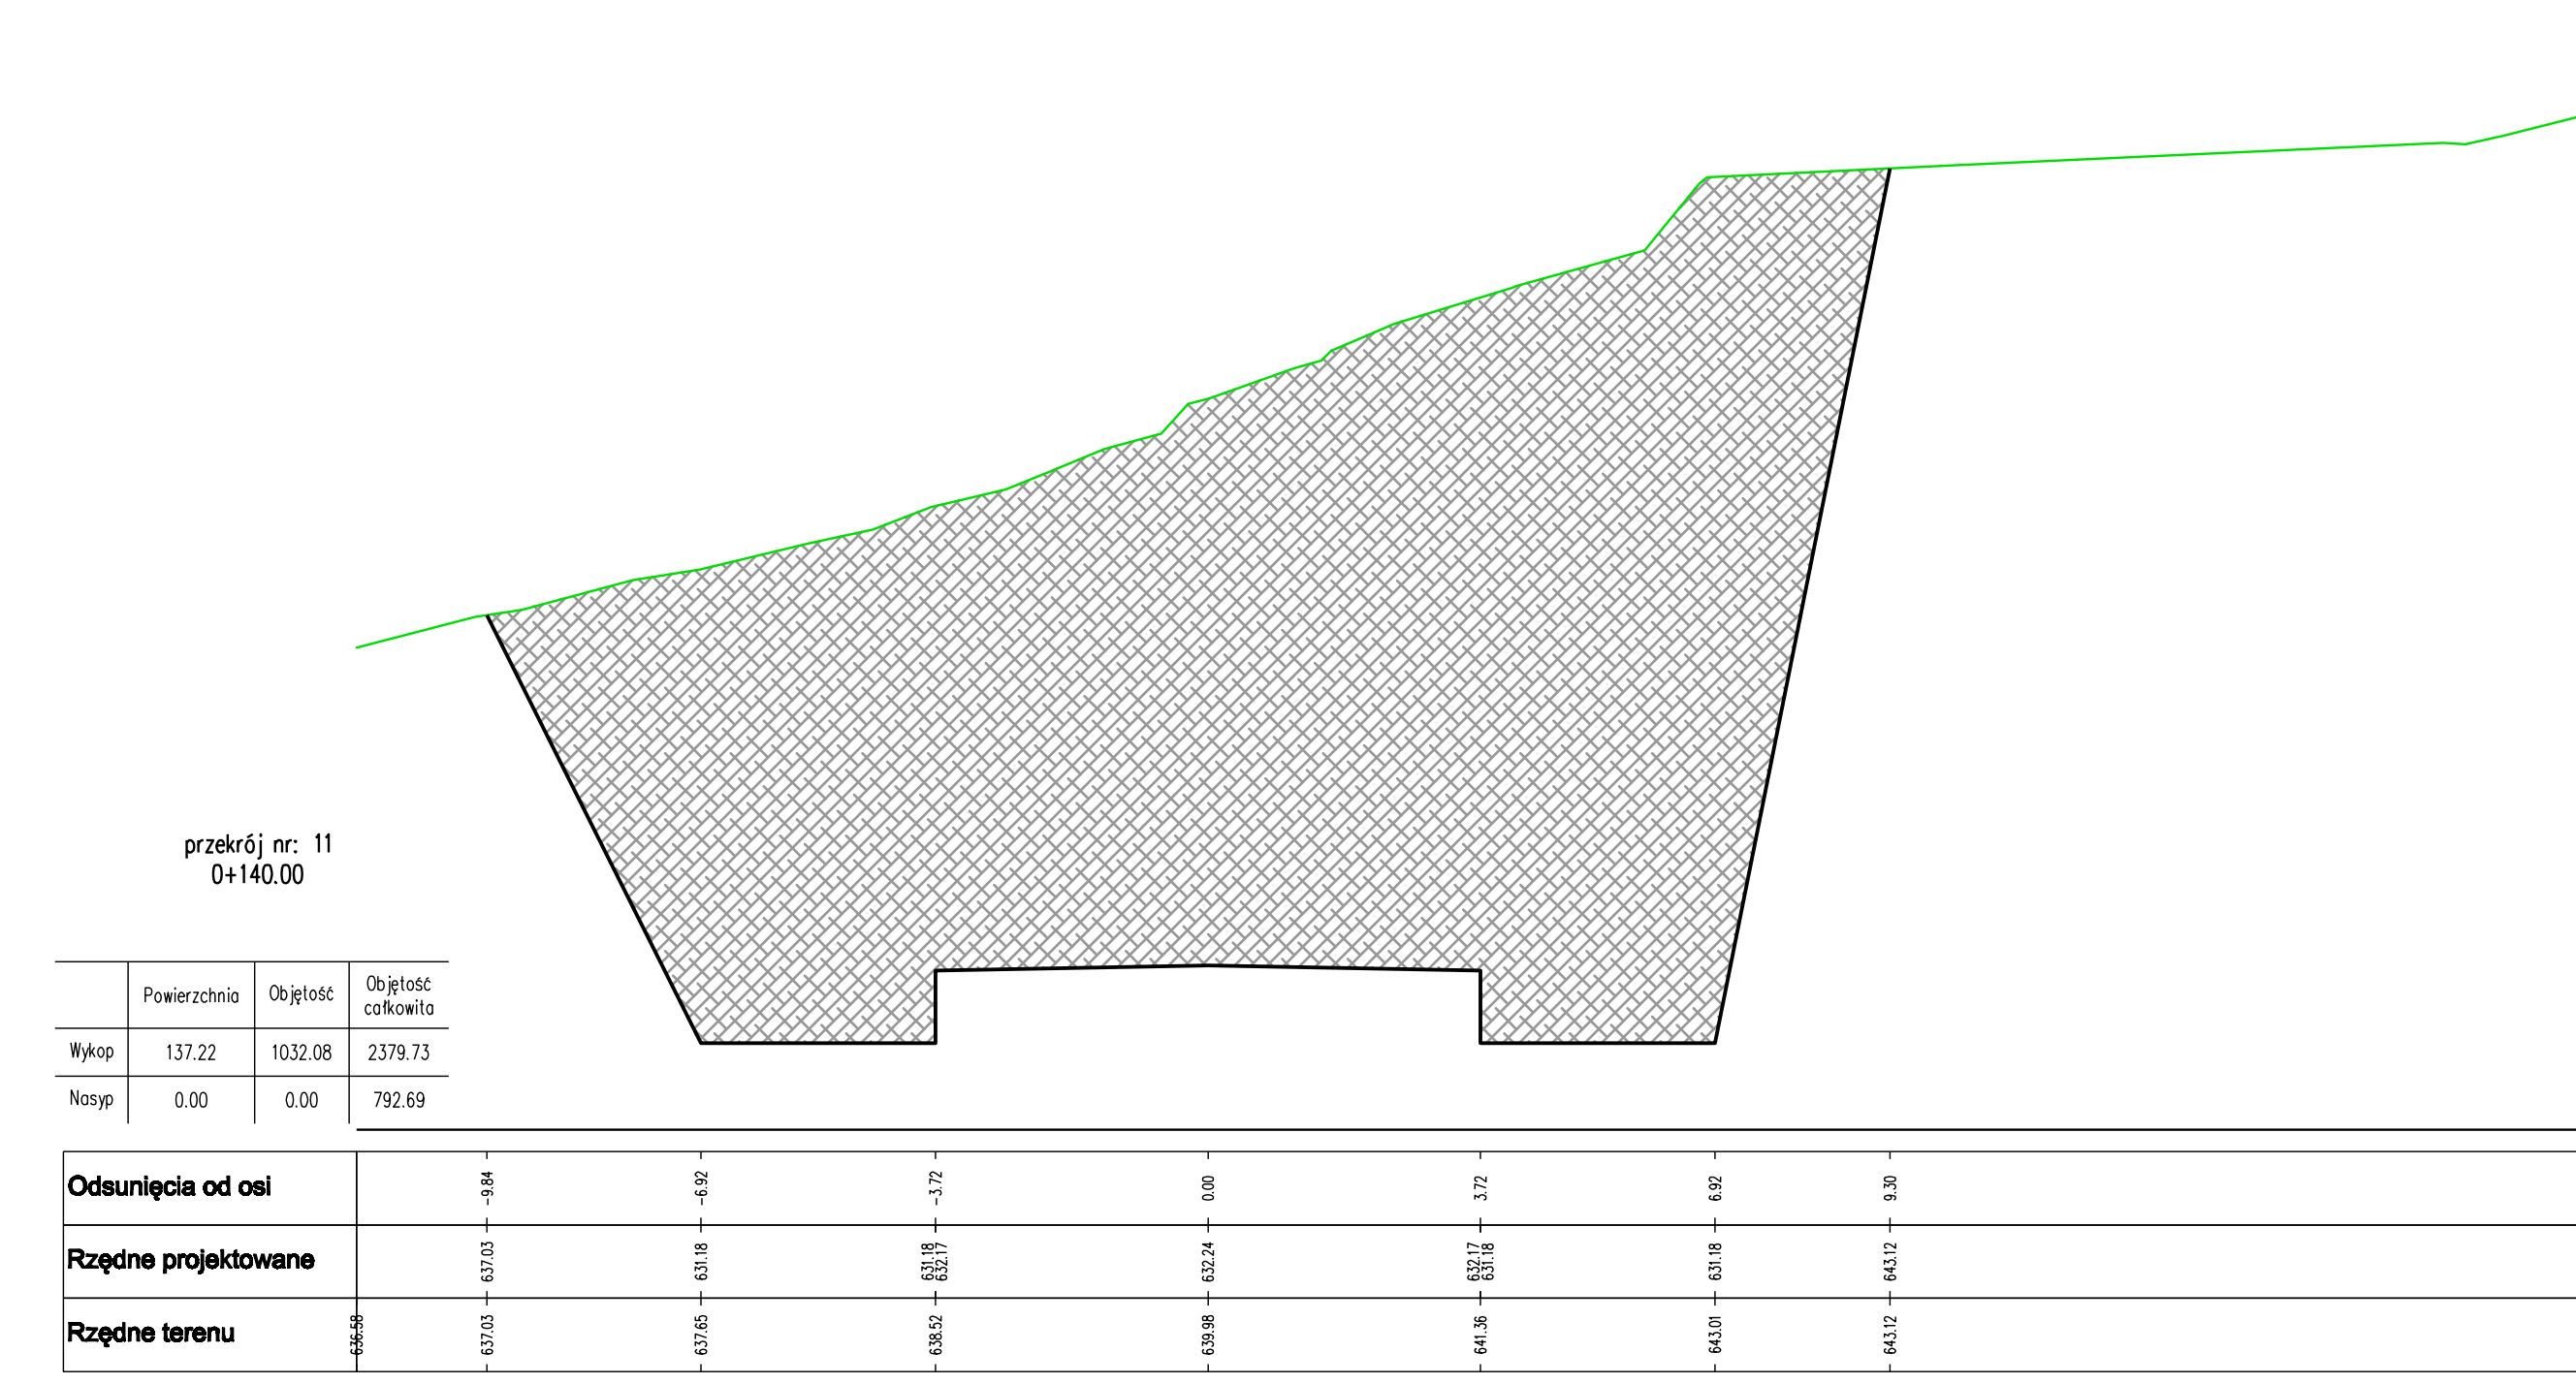 przekrój nr: 11
0+140.00
Powierzchnia Objętość Objętość
całkowita
Wykop 137.22 1032.08 2379.73
Nasyp 0.00 0.00 792.69
Odsunięcia od osi -9.84 -6.92 -3.72 0.00 3.72 6.92 9.30
Rzędne projektowane 637.03 631.18 631.18 632.17 632.24 632.17 631.18 631.18 643.12
Rzędne terenu 636.58 637.03 637.65 638.52 639.98 641.36 643.01 643.12